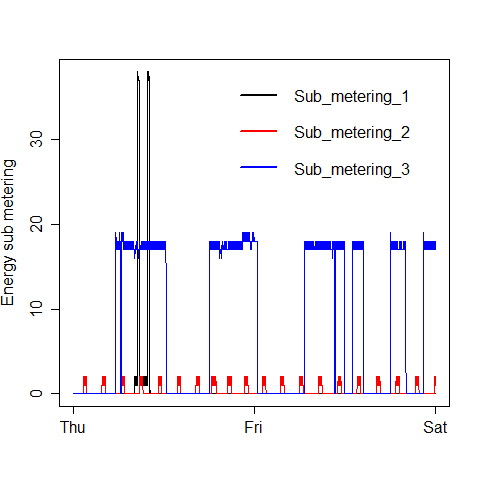 Sub_metering_1
Sub_metering_2
Sub_metering_3
Energy sub metering
30
20
10
0
Thu Fri Sat